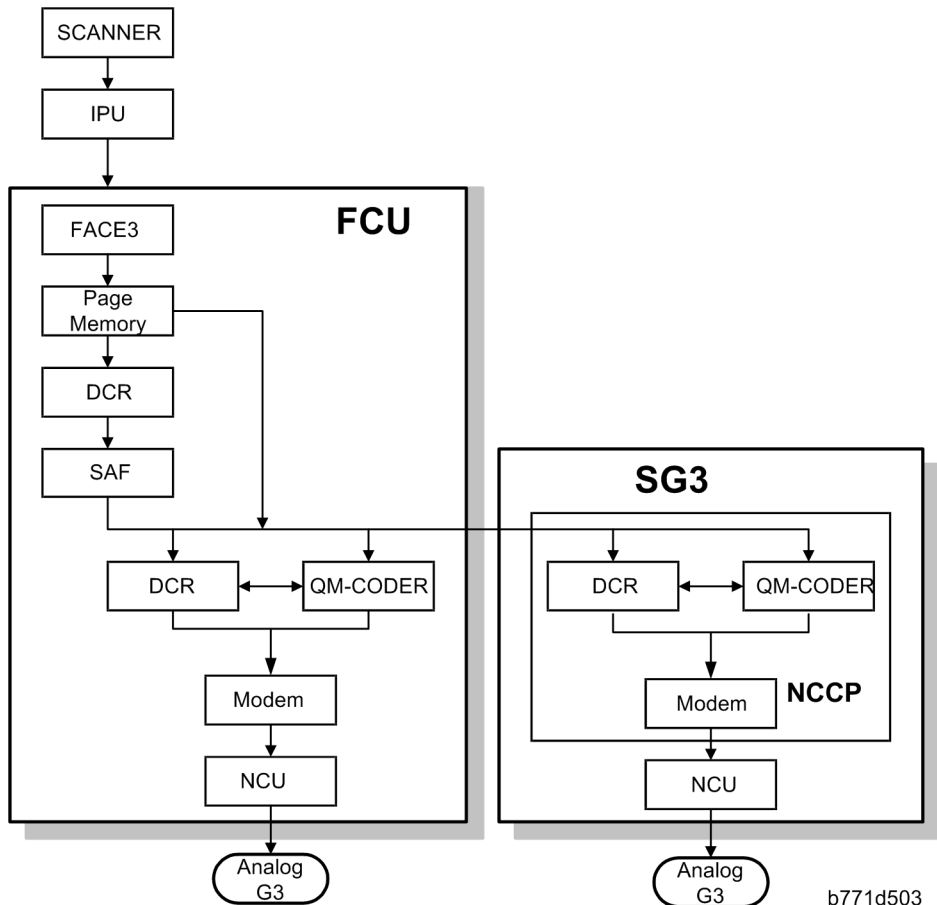 SCANNER
IPU
FCU
FACE3
Page
Memory
DCR
SAF
DCR
QM-CODER
Modem
NCU
Analog
G3
SG3
DCR
QM-CODER
Modem
NCCP
NCU
Analog
G3
b771d503